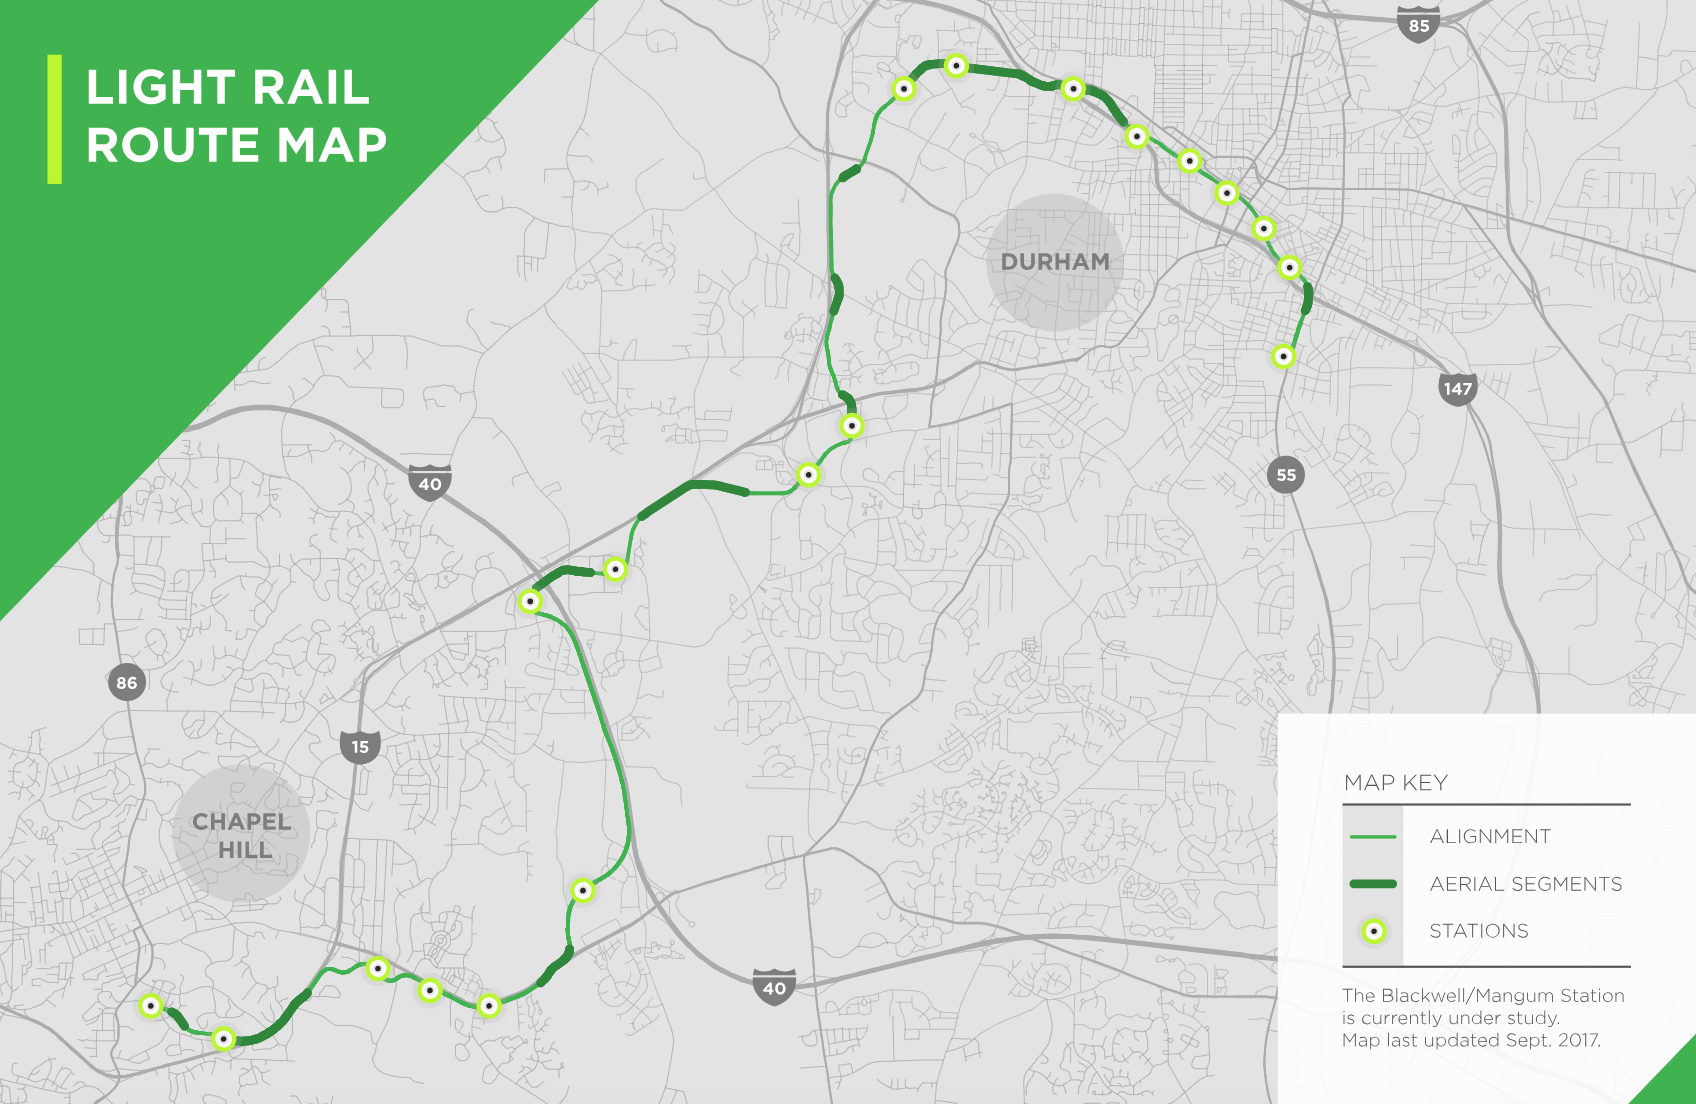 LIGHT RAIL
ROUTE MAP
85
DURHAM
147
40
55
86
15
CHAPEL
HILL
40
MAP KEY
ALIGNMENT
AERIAL SEGMENTS
STATIONS
The Blackwell/Mangum Station
is currently under study.
Map last updated Sept. 2017.